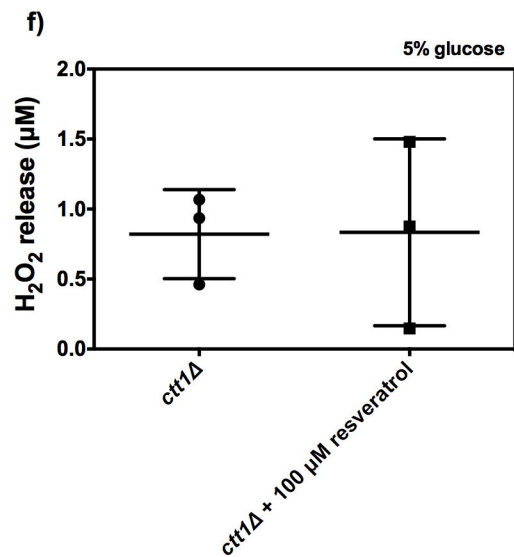 f)
5% glucose
H₂O₂ release (µM)
2.0
1.5
1.0
0.5
0.0
ctt1Δ
ctt1Δ + 100 µM resveratrol